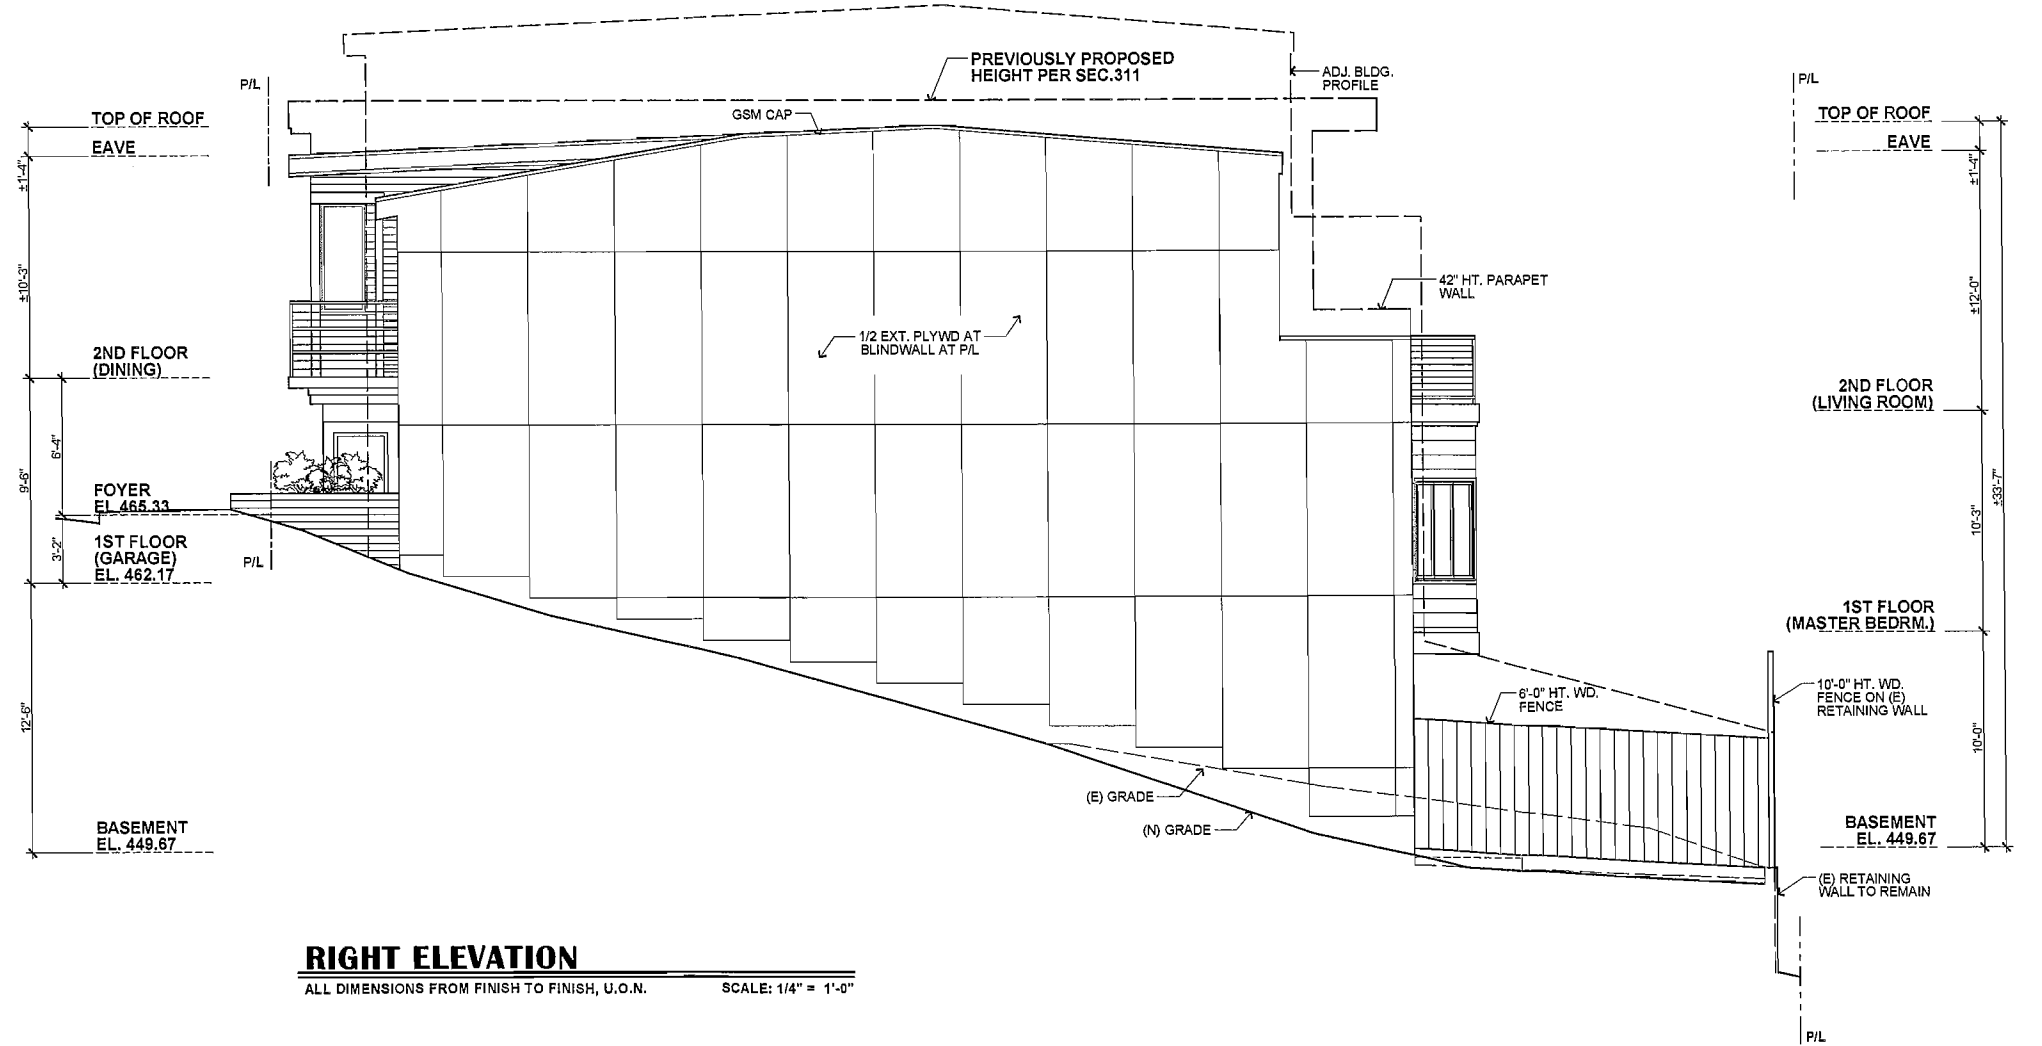 PREVIOUSLY PROPOSED
HEIGHT PER SEC.311
ADJ. BLDG.
PROFILE
P/L
P/L
GSM CAP
TOP OF ROOF
EAVE
TOP OF ROOF
EAVE
±1'-4"
±10'-3"
9'-6"
12'-6"
6'-4"
3'-2"
±1'-4"
±12'-0"
10'-3"
10'-0"
±33'-7"
42" HT. PARAPET
WALL
1/2 EXT. PLYWD AT
BLINDWALL AT P/L
2ND FLOOR
(DINING)
2ND FLOOR
(LIVING ROOM)
FOYER
EL.465.33
1ST FLOOR
(GARAGE)
EL. 462.17
P/L
1ST FLOOR
(MASTER BEDRM.)
10'-0" HT. WD.
FENCE ON (E)
RETAINING WALL
6'-0" HT. WD.
FENCE
(E) GRADE
(N) GRADE
BASEMENT
EL. 449.67
BASEMENT
EL. 449.67
(E) RETAINING
WALL TO REMAIN
P/L
RIGHT ELEVATION
ALL DIMENSIONS FROM FINISH TO FINISH, U.O.N.
SCALE: 1/4" = 1'-0"